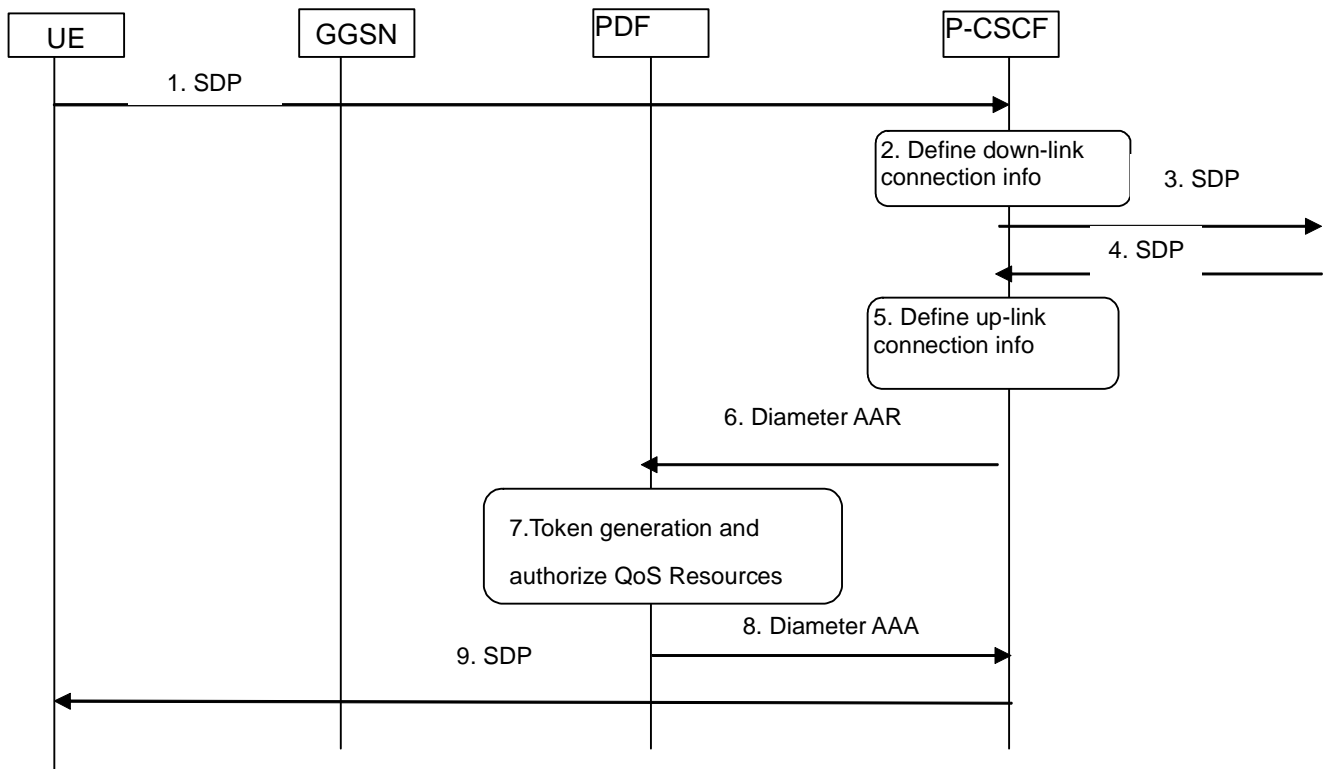 UE
GGSN
PDF
P-CSCF
1. SDP
2. Define down-link
connection info
3. SDP
4. SDP
5. Define up-link
connection info
6. Diameter AAR
7.Token generation and
authorize QoS Resources
8. Diameter AAA
9. SDP